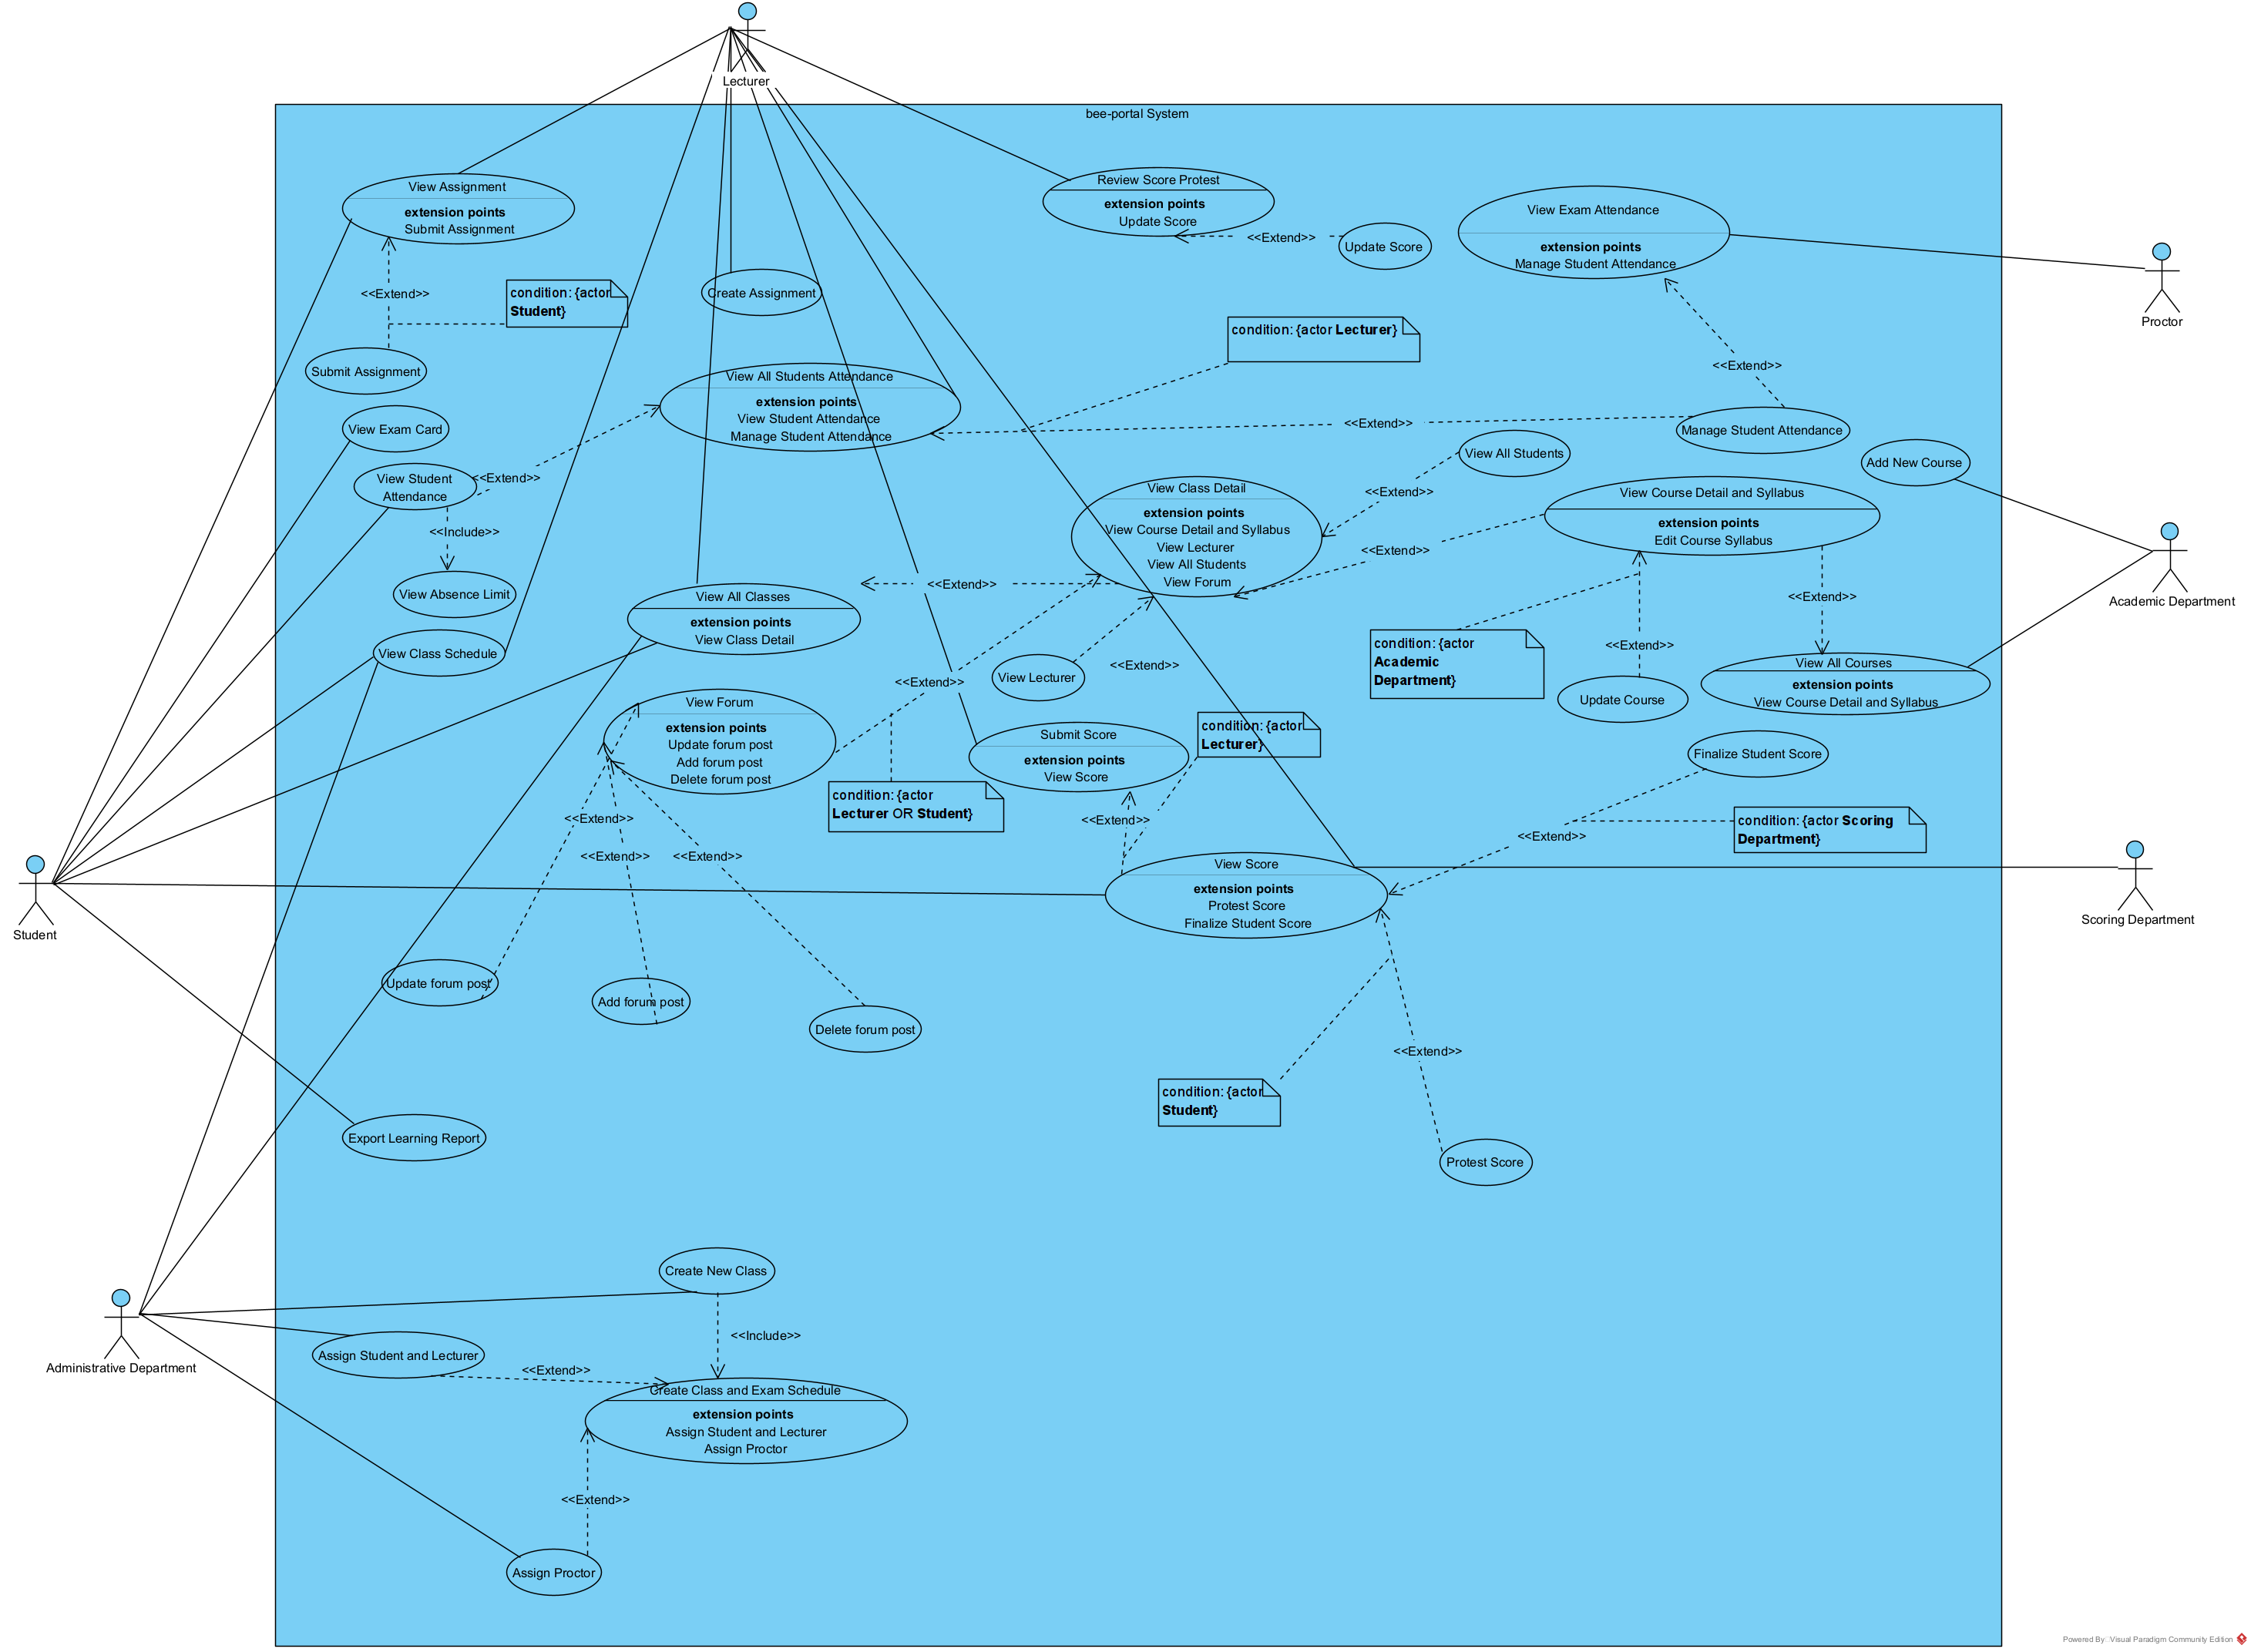 Lecturer
bee-portal System
View Assignment
extension points
Submit Assignment
Review Score Protest
extension points
Update Score
<<Extend>>
Update Score
View Exam Attendance
extension points
Manage Student Attendance
Proctor
<<Extend>>
condition: {actor
Student}
Create Assignment
condition: {actor Lecturer}
Submit Assignment
View All Students Attendance
extension points
View Student Attendance
Manage Student Attendance
<<Extend>>
<<Extend>>
Manage Student Attendance
View Exam Card
View Student
Attendance
<<Extend>>
<<Include>>
View Absence Limit
View All Students
<<Extend>>
Add New Course
View Class Detail
extension points
View Course Detail and Syllabus
View Lecturer
View All Students
View Forum
View Course Detail and Syllabus
extension points
Edit Course Syllabus
<<Extend>>
Academic Department
<<Extend>>
<<Extend>>
View All Classes
extension points
View Class Detail
View Class Schedule
View Lecturer
<<Extend>>
<<Extend>>
condition: {actor
Academic
Department}
<<Extend>>
Update Course
View All Courses
extension points
View Course Detail and Syllabus
View Forum
extension points
Update forum post
Add forum post
Delete forum post
Submit Score
extension points
View Score
condition: {actor
Lecturer}
Finalize Student Score
condition: {actor
Lecturer OR Student}
<<Extend>>
<<Extend>>
<<Extend>>
<<Extend>>
<<Extend>>
condition: {actor Scoring
Department}
View Score
extension points
Protest Score
Finalize Student Score
Student
Scoring Department
Update forum post
Add forum post
Delete forum post
<<Extend>>
condition: {actor
Student}
Export Learning Report
Protest Score
Create New Class
<<Include>>
Administrative Department
Assign Student and Lecturer
<<Extend>>
Create Class and Exam Schedule
extension points
Assign Student and Lecturer
Assign Proctor
<<Extend>>
Assign Proctor
Powered By: Visual Paradigm Community Edition